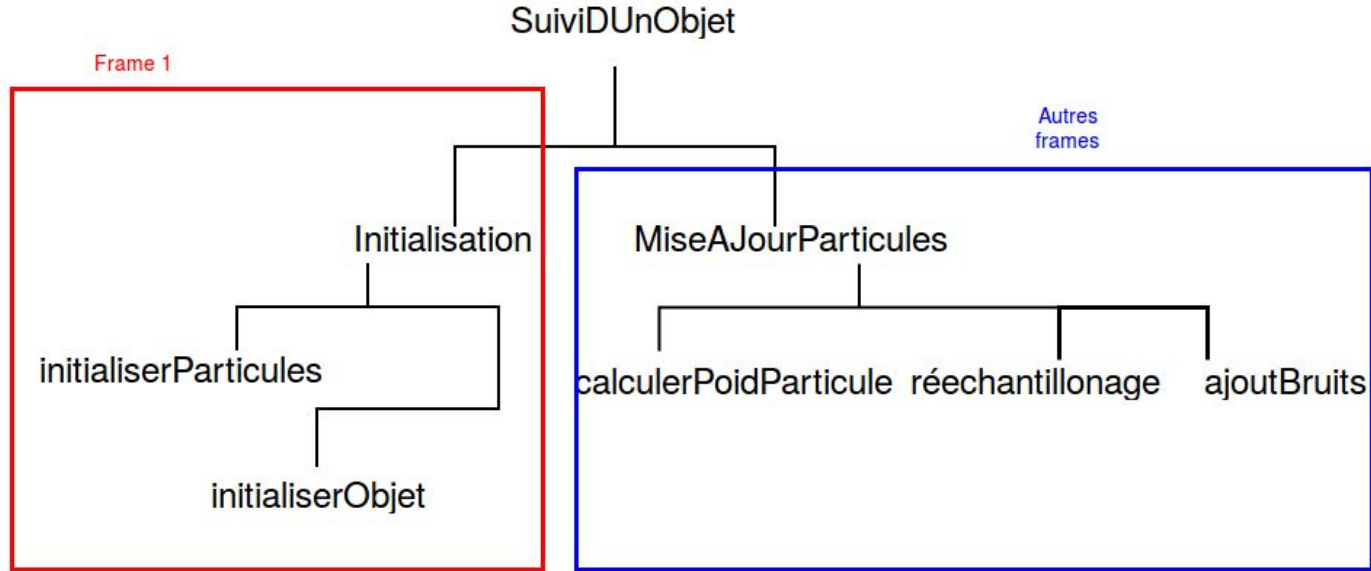 SuiviDUnObjet
Frame 1
Autres
frames
Initialisation
MiseAJourParticules
initialiserParticules
calculerPoidParticule
réechantillonage
ajoutBruits
initialiserObjet